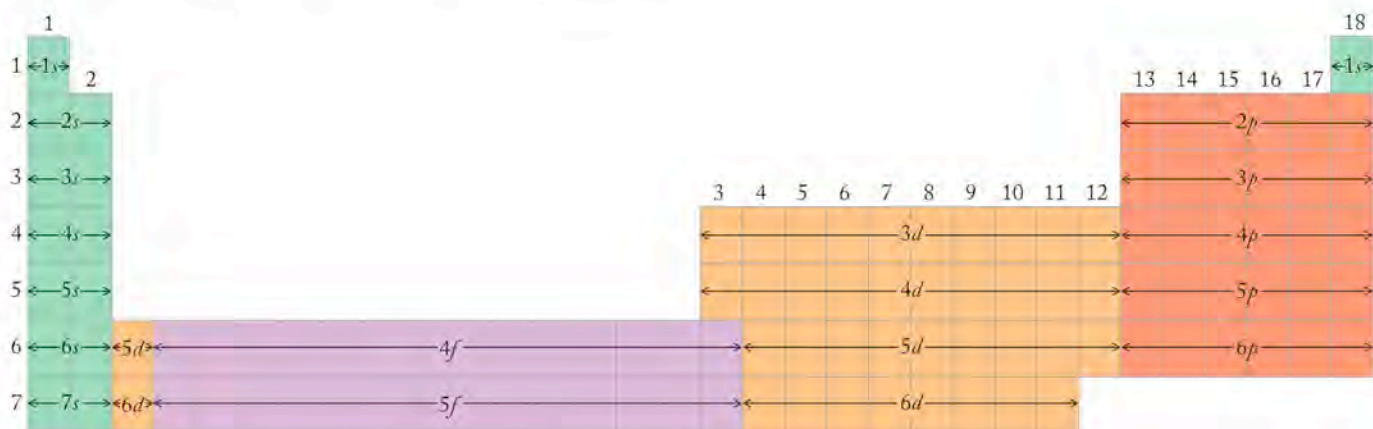 1 18
1 1s 2 13 14 15 16 17 1s
2 2s 2p
3 3s 3p
3 4 5 6 7 8 9 10 11 12
4 4s 3d 4p
5 5s 4d 5p
6 6s 5d 4f 5d 6p
7 7s 6d 5f 6d